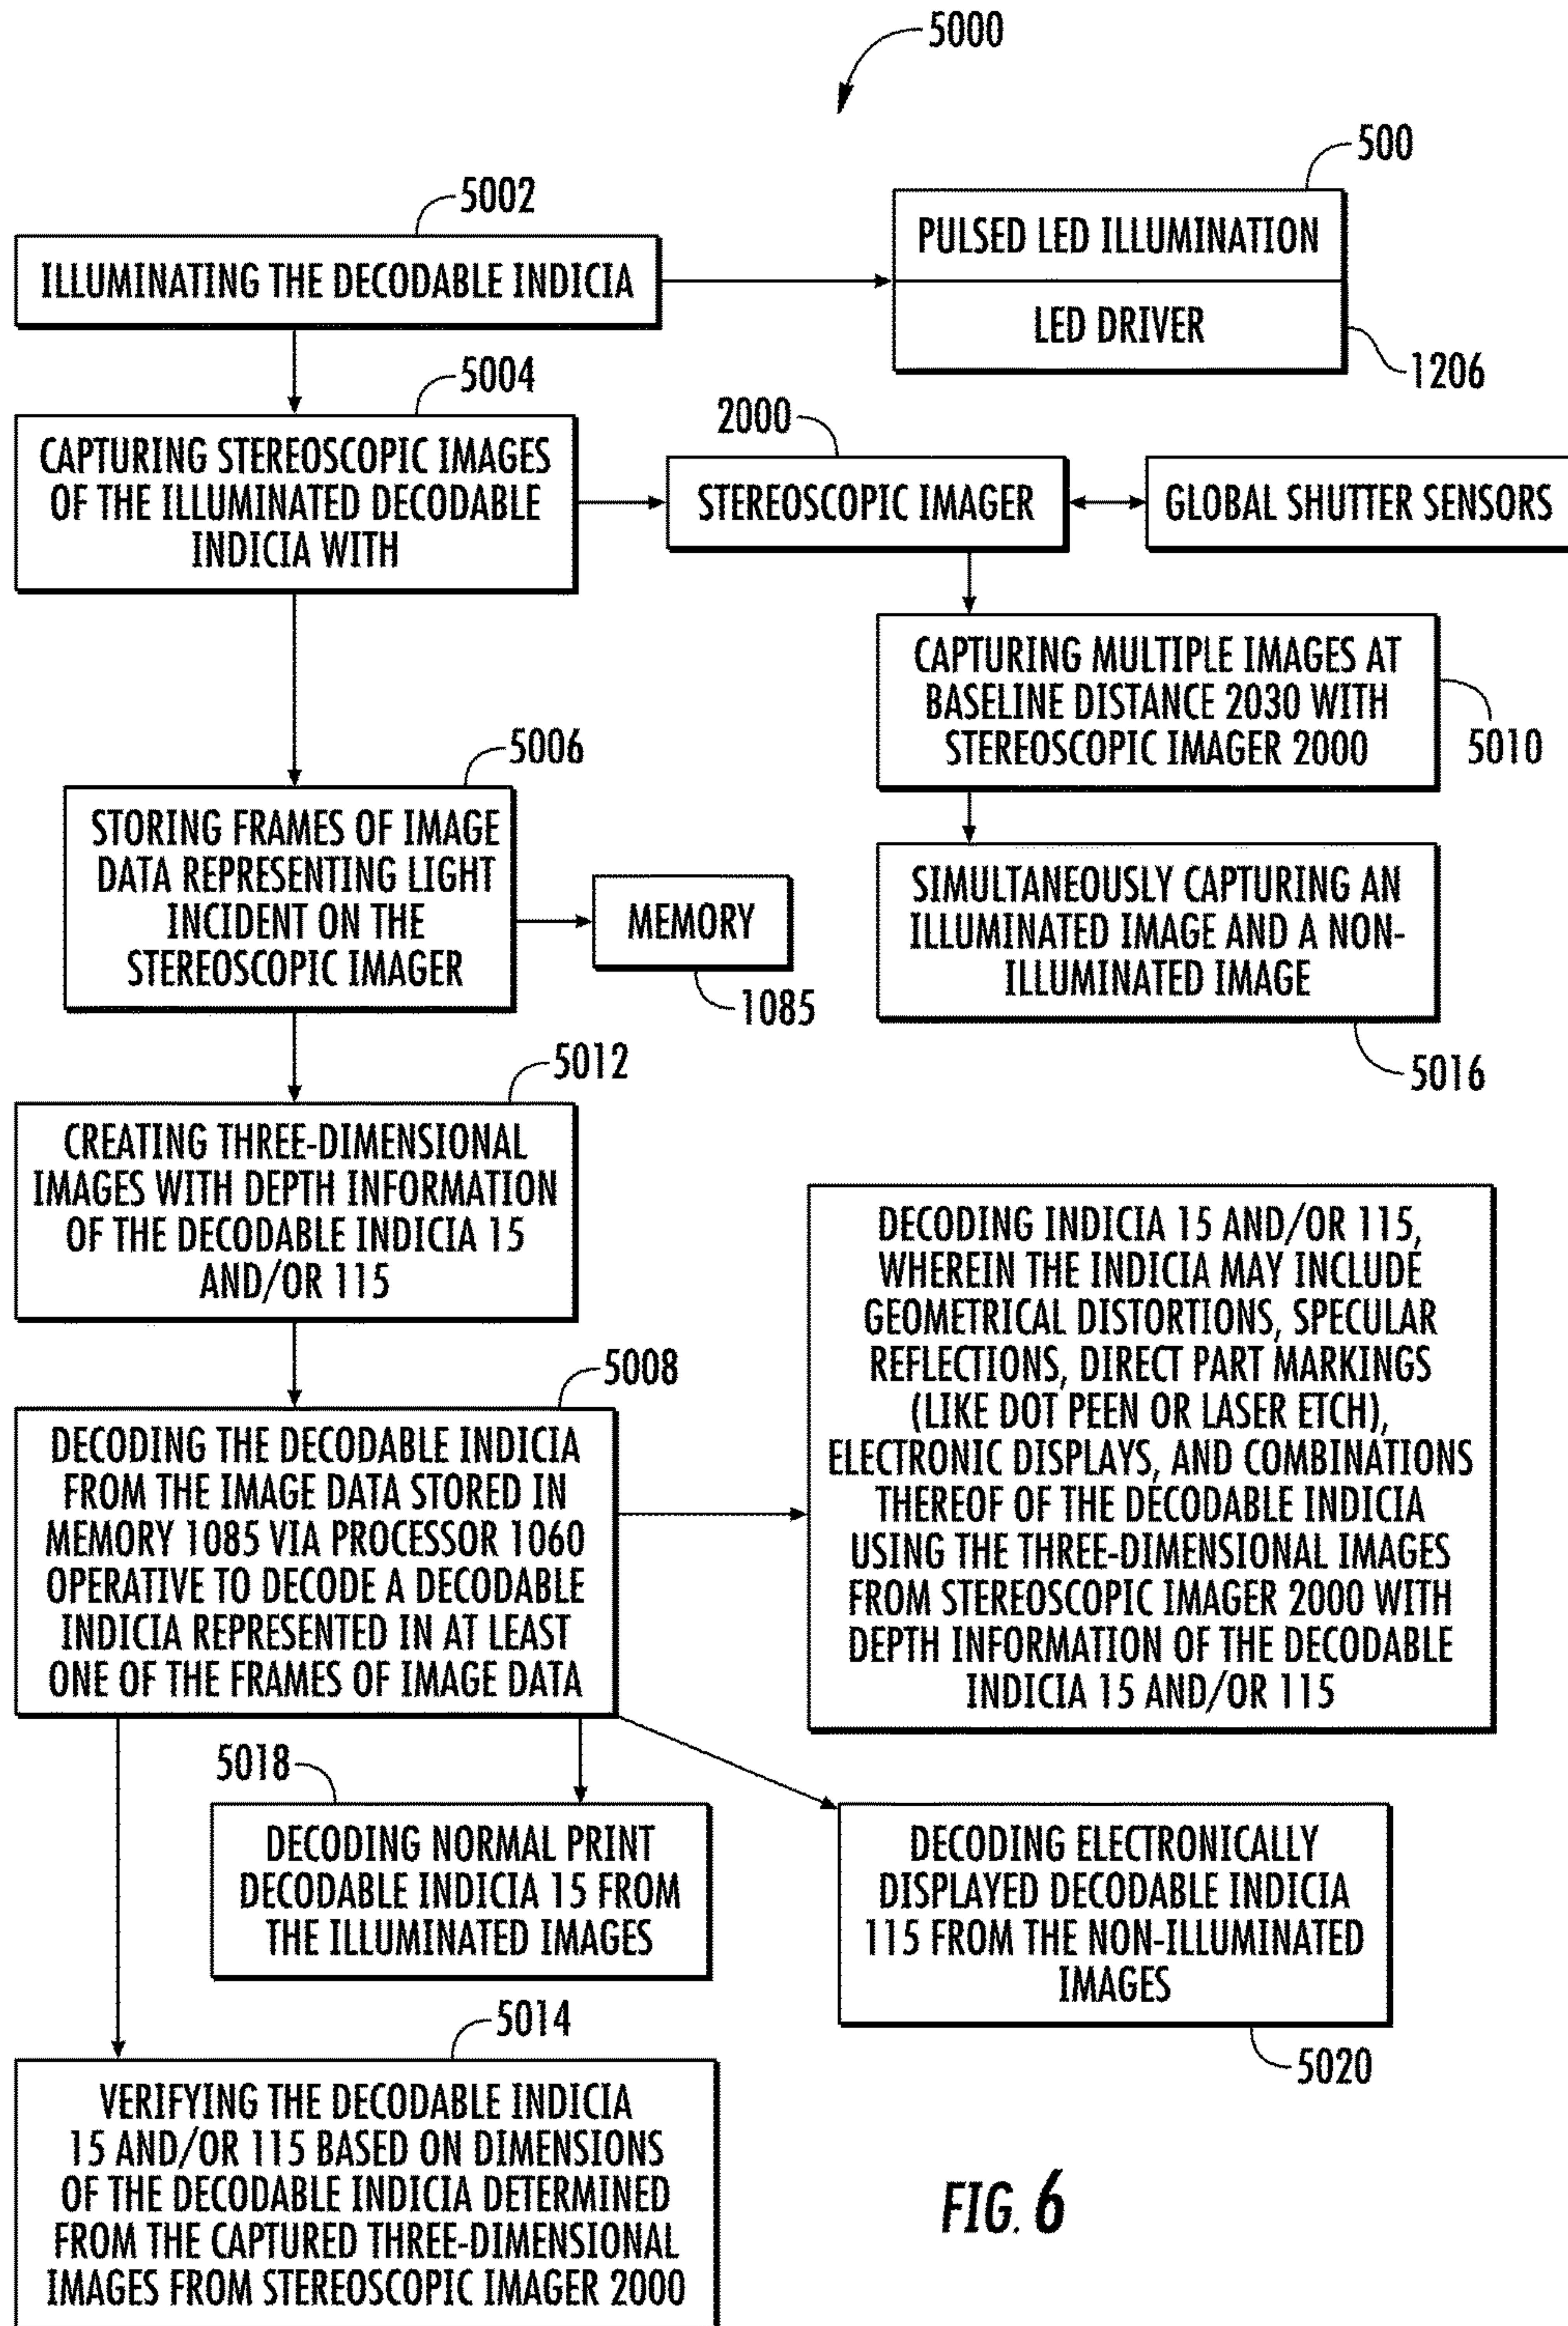 5000
500
5002
PULSED LED ILLUMINATION
ILLUMINATING THE DECODABLE INDICIA
LED DRIVER
1206
5004
CAPTURING STEREOSCOPIC IMAGES
OF THE ILLUMINATED DECODABLE
INDICIA WITH
2000
STEREOSCOPIC IMAGER
GLOBAL SHUTTER SENSORS
CAPTURING MULTIPLE IMAGES AT
BASELINE DISTANCE 2030 WITH
STEREOSCOPIC IMAGER 2000
5010
5006
STORING FRAMES OF IMAGE
DATA REPRESENTING LIGHT
INCIDENT ON THE
STEREOSCOPIC IMAGER
MEMORY
1085
SIMULTANEOUSLY CAPTURING AN
ILLUMINATED IMAGE AND A NON-
ILLUMINATED IMAGE
5016
5012
CREATING THREE-DIMENSIONAL
IMAGES WITH DEPTH INFORMATION
OF THE DECODABLE INDICIA 15
AND/OR 115
5008
DECODING THE DECODABLE INDICIA
FROM THE IMAGE DATA STORED IN
MEMORY 1085 VIA PROCESSOR 1060
OPERATIVE TO DECODE A DECODABLE
INDICIA REPRESENTED IN AT LEAST
ONE OF THE FRAMES OF IMAGE DATA
DECODING INDICIA 15 AND/OR 115,
WHEREIN THE INDICIA MAY INCLUDE
GEOMETRICAL DISTORTIONS, SPECULAR
REFLECTIONS, DIRECT PART MARKINGS
(LIKE DOT PEEN OR LASER ETCH),
ELECTRONIC DISPLAYS, AND COMBINATIONS
THEREOF OF THE DECODABLE INDICIA
USING THE THREE-DIMENSIONAL IMAGES
FROM STEREOSCOPIC IMAGER 2000 WITH
DEPTH INFORMATION OF THE DECODABLE
INDICIA 15 AND/OR 115
5018
DECODING NORMAL PRINT
DECODABLE INDICIA 15 FROM
THE ILLUMINATED IMAGES
DECODING ELECTRONICALLY
DISPLAYED DECODABLE INDICIA
115 FROM THE NON-ILLUMINATED
IMAGES
5020
5014
VERIFYING THE DECODABLE INDICIA
15 AND/OR 115 BASED ON DIMENSIONS
OF THE DECODABLE INDICIA DETERMINED
FROM THE CAPTURED THREE-DIMENSIONAL
IMAGES FROM STEREOSCOPIC IMAGER 2000
FIG. 6